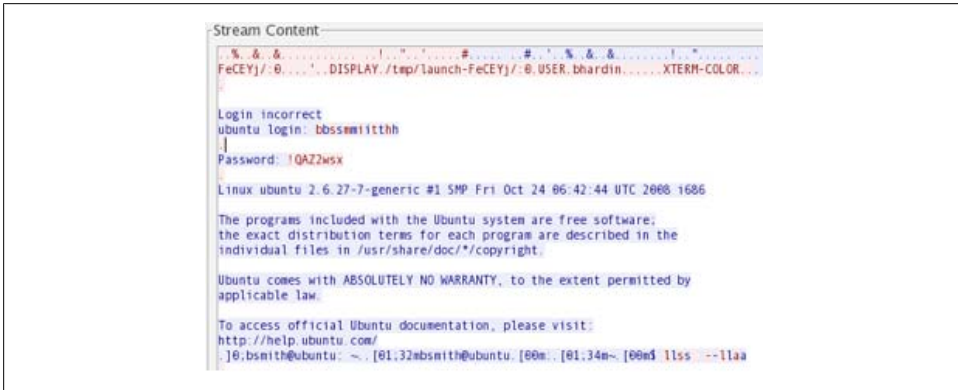 Stream Content
..%..&..&............. ..!.."..'.....#...... ..#..'..%..&..&........!.."..... ...
FeCEYj/:0....'..DISPLAY./tmp/launch-FeCEYj/:0.USER.bhardin......XTERM-COLOR...
.
Login incorrect
ubuntu login: bbssmmiitthh
.
Password: !QAZ2wsx
.
Linux ubuntu 2.6.27-7-generic #1 SMP Fri Oct 24 06:42:44 UTC 2008 i686
The programs included with the Ubuntu system are free software;
the exact distribution terms for each program are described in the
individual files in /usr/share/doc/*/copyright.
Ubuntu comes with ABSOLUTELY NO WARRANTY, to the extent permitted by
applicable law.
To access official Ubuntu documentation, please visit:
http://help.ubuntu.com/
.]0;bsmith@ubuntu: ~..[01;32mbsmith@ubuntu.[00m:.[01;34m~.[00m$ llss  --llaa